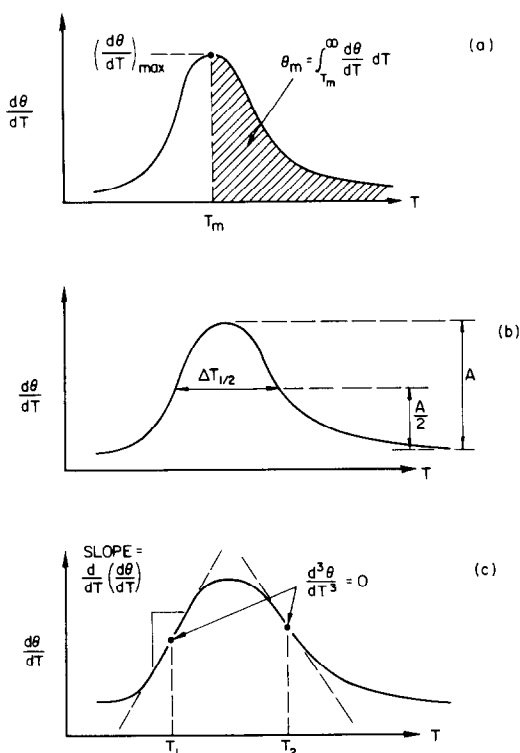 (a)
(dθ/dT)max
θm = ∫Tm∞ dθ/dT dT
dθ/dT
Tm
T
(b)
ΔT1/2
A
A/2
dθ/dT
T
(c)
SLOPE =
d/dT (dθ/dT)
d³θ/dT³ = 0
dθ/dT
T1
T2
T